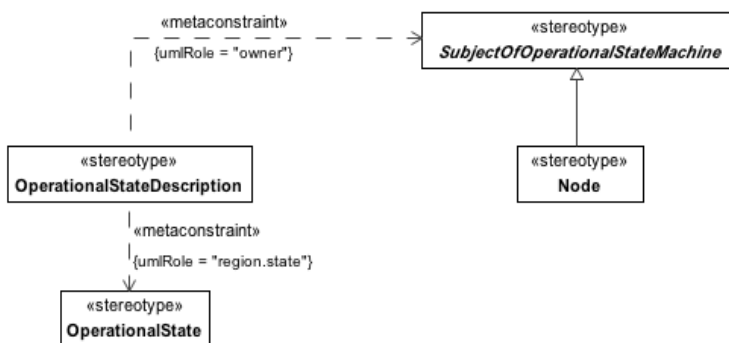 «metaconstraint»
{umlRole = "owner"}
«stereotype»
SubjectOfOperationalStateMachine
«stereotype»
OperationalStateDescription
«stereotype»
Node
«metaconstraint»
{umlRole = "region.state"}
«stereotype»
OperationalState